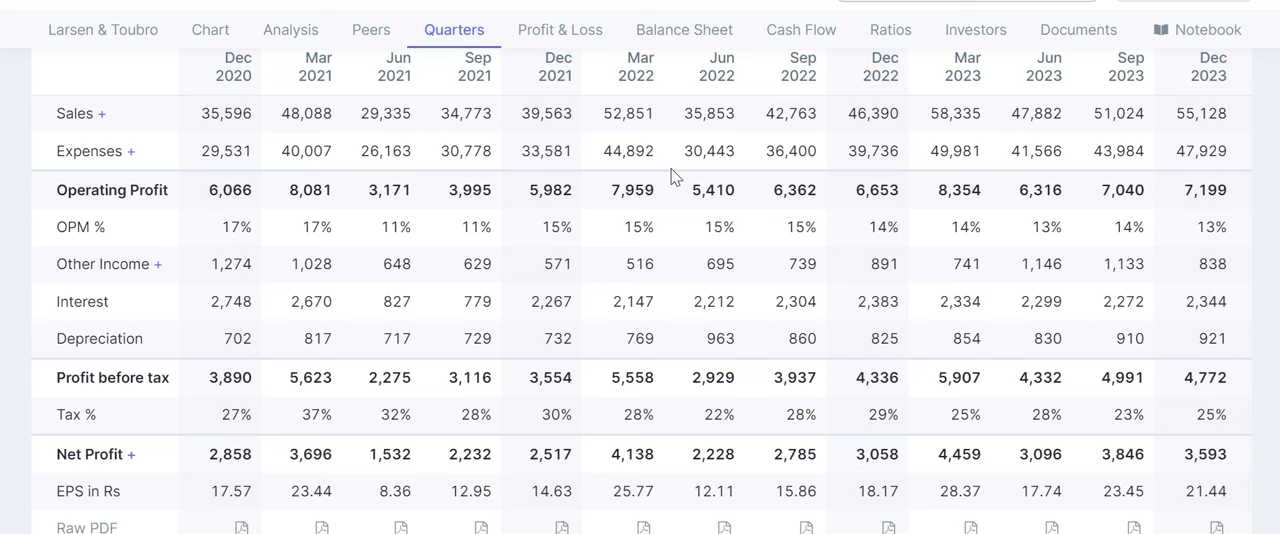 Larsen & Toubro Chart Analysis Peers Quarters Profit & Loss Balance Sheet Cash Flow Ratios Investors Documents Notebook
Dec Mar Jun Sep Dec Mar Jun Sep Dec Mar Jun Sep Dec
2020 2021 2021 2021 2021 2022 2022 2022 2022 2023 2023 2023 2023
Sales + 35,596 48,088 29,335 34,773 39,563 52,851 35,853 42,763 46,390 58,335 47,882 51,024 55,128
Expenses + 29,531 40,007 26,163 30,778 33,581 44,892 30,443 36,400 39,736 49,981 41,566 43,984 47,929
Operating Profit 6,066 8,081 3,171 3,995 5,982 7,959 5,410 6,362 6,653 8,354 6,316 7,040 7,199
OPM % 17% 17% 11% 11% 15% 15% 15% 15% 14% 14% 13% 14% 13%
Other Income + 1,274 1,028 648 629 571 516 695 739 891 741 1,146 1,133 838
Interest 2,748 2,670 827 779 2,267 2,147 2,212 2,304 2,383 2,334 2,299 2,272 2,344
Depreciation 702 817 717 729 732 769 963 860 825 854 830 910 921
Profit before tax 3,890 5,623 2,275 3,116 3,554 5,558 2,929 3,937 4,336 5,907 4,332 4,991 4,772
Tax % 27% 37% 32% 28% 30% 28% 22% 28% 29% 25% 28% 23% 25%
Net Profit + 2,858 3,696 1,532 2,232 2,517 4,138 2,228 2,785 3,058 4,459 3,096 3,846 3,593
EPS in Rs 17.57 23.44 8.36 12.95 14.63 25.77 12.11 15.86 18.17 28.37 17.74 23.45 21.44
Raw PDF